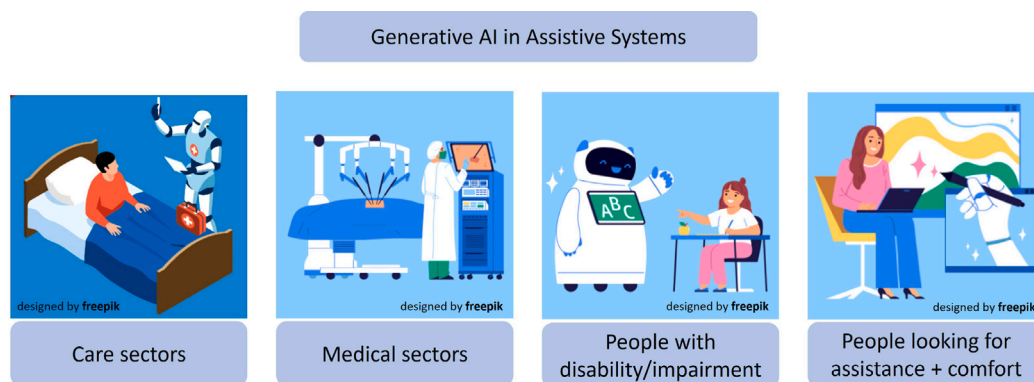 Generative AI in Assistive Systems
A B C
designed by freepik
designed by freepik
designed by freepik
designed by freepik
Care sectors
Medical sectors
People with
disability/impairment
People looking for
assistance + comfort